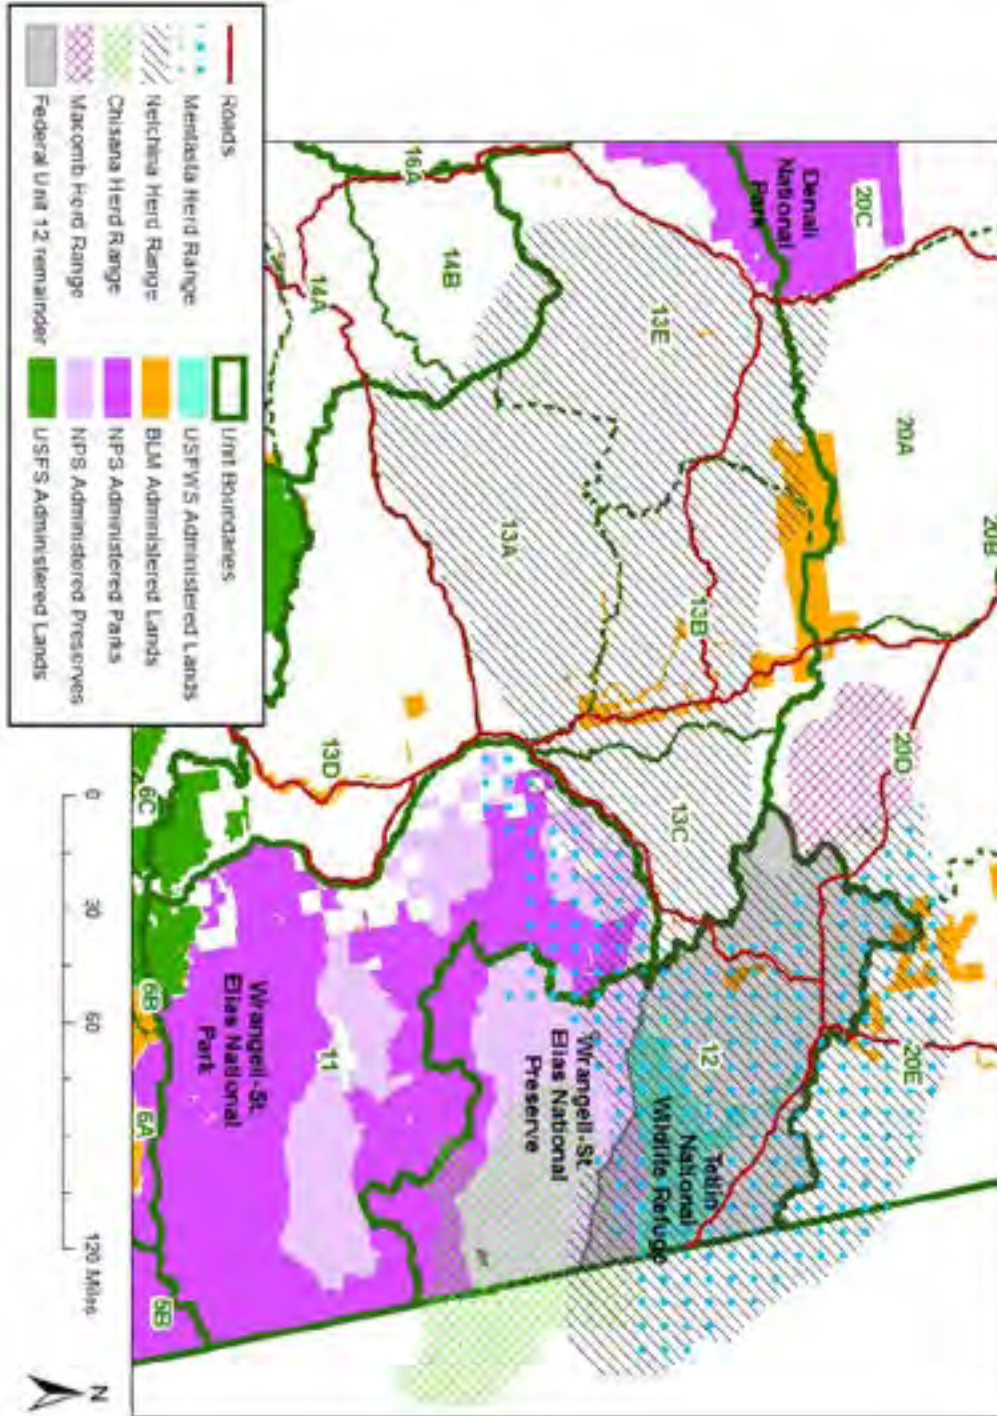 Roads
Mentasta Herd Range
Nelchina Herd Range
Chisana Herd Range
Macomb Herd Range
Federal Unit 12 remainder
Unit Boundaries
USFWS Administered Lands
BLM Administered Lands
NPS Administered Parks
NPS Administered Preserves
USFS Administered Lands
20C
Denali
National
Park
20A
20B
16A
14B
14A
13E
13A
13B
13D
13C
20D
20E
12
Tetlin
National
Wildlife Refuge
Wrangell-St.
Elias National
Preserve
11
Wrangell-St.
Elias National
Park
6C
6B
6A
5B
0
30
60
120 Miles
N